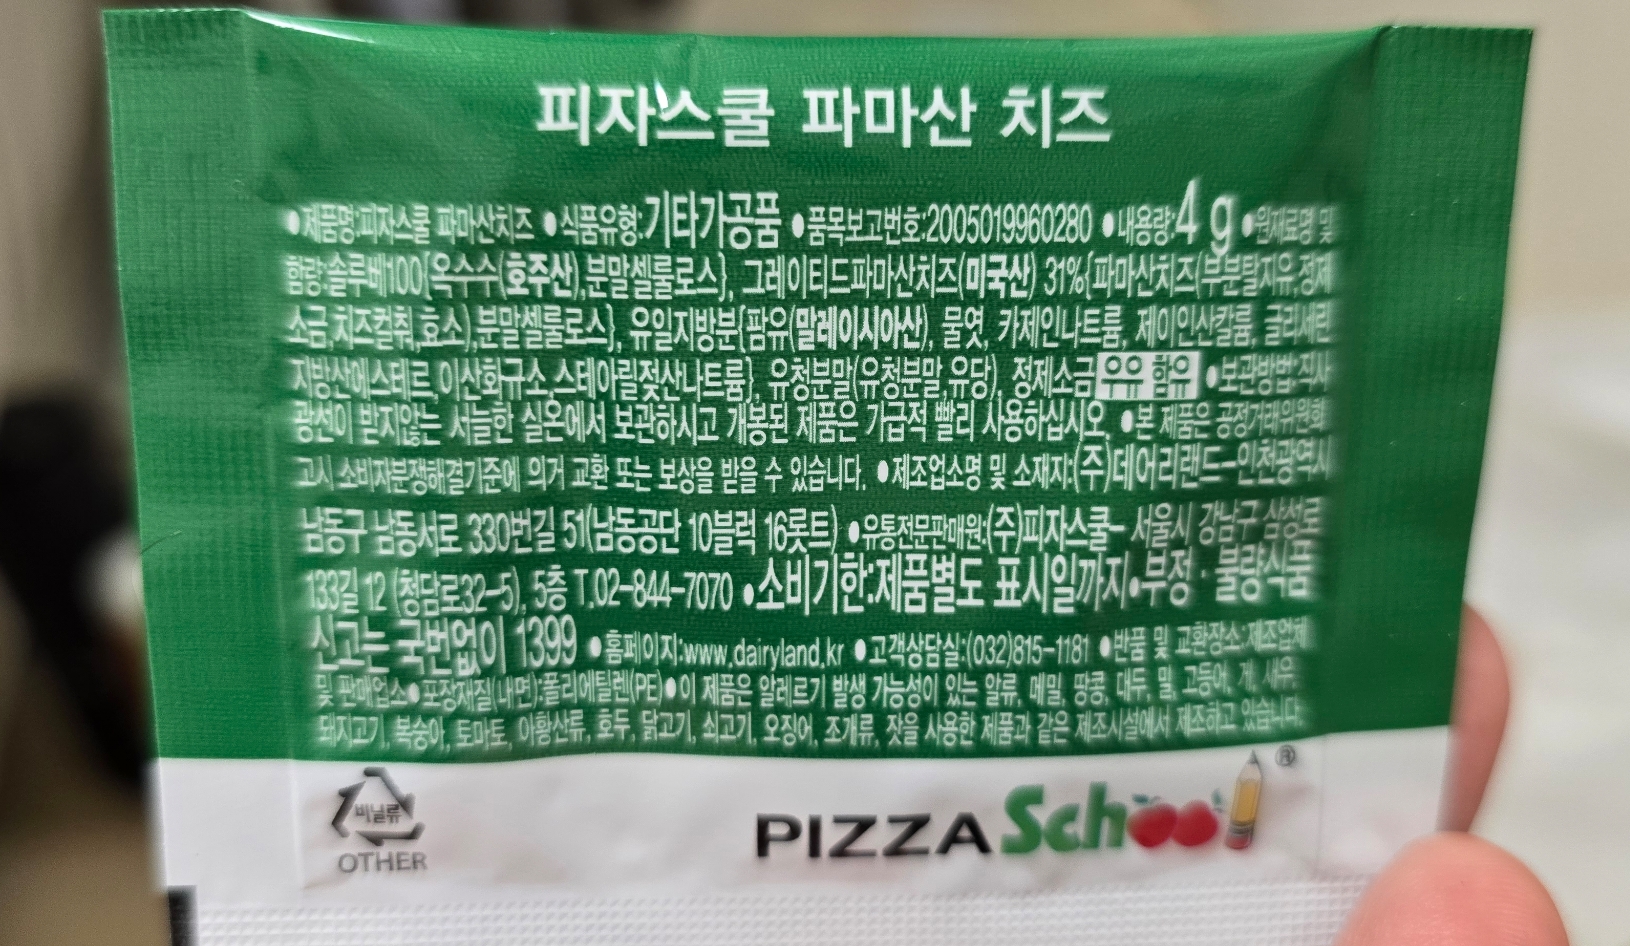 피자스쿨 파마산 치즈
●제품명:피자스쿨 파마산치즈 ●식품유형:기타가공품 ●품목보고번호:2005019960280 ●내용량:4 g ●원재료명 및
함량:솔루베100{옥수수(호주산),분말셀룰로스}, 그레이티드파마산치즈(미국산) 31%{파마산치즈(부분탈지유,정제
소금,치즈컬취,효소),분말셀룰로스}, 유일지방분{팜유(말레이시아산), 물엿, 카제인나트륨, 제이인산칼륨, 글리세린
지방산에스테르,이산화규소,스테아릴젖산나트륨}, 유청분말(유청분말,유당), 정제소금 우유 함유 ●보관방법:직사
광선이 받지않는 서늘한 실온에서 보관하시고 개봉된 제품은 기급적 빨리 사용하십시오. ●본 제품은 공정거래위원회
고시 소비자분쟁해결기준에 의거 교환 또는 보상을 받을 수 있습니다. ●제조업소명 및 소재지:(주)데어리랜드-인천광역시
남동구 남동서로 330번길 51(남동공단 10블럭 16롯트) ●유통전문판매원:(주)피자스쿨- 서울시 강남구 삼성로
133길 12 (청담로32-5), 5층 T.02-844-7070 ●소비기한:제품별도 표시일까지●부정·불량식품
신고는 국번없이 1399 ●홈페이지:www.dairyland.kr ●고객상담실:(032)815-1181 ●반품 및 교환장소:제조업체
및 판매업소●포장재질(내면):폴리에틸렌(PE)●이 제품은 알레르기 발생 가능성이 있는 알류, 메밀, 땅콩, 대두, 밀, 고등어, 게, 새우,
돼지고기, 복숭아, 토마토, 아황산류, 호두, 닭고기, 쇠고기, 오징어, 조개류, 잣을 사용한 제품과 같은 제조시설에서 제조하고 있습니다.
비닐류
OTHER
PIZZA School ®